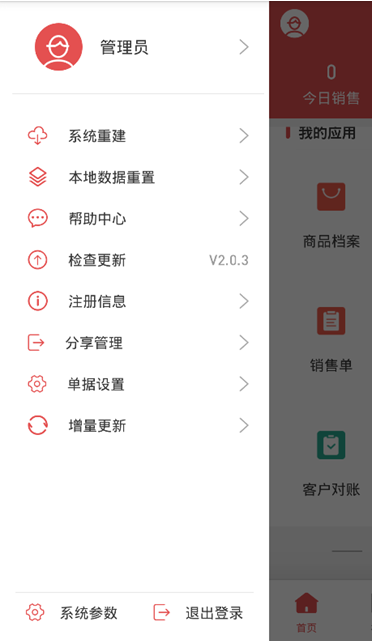 管理员
系统重建
本地数据重置
帮助中心
检查更新 V2.0.3
注册信息
分享管理
单据设置
增量更新
系统参数 退出登录
0
今日销售
我的应用
商品档案
销售单
客户对账
首页